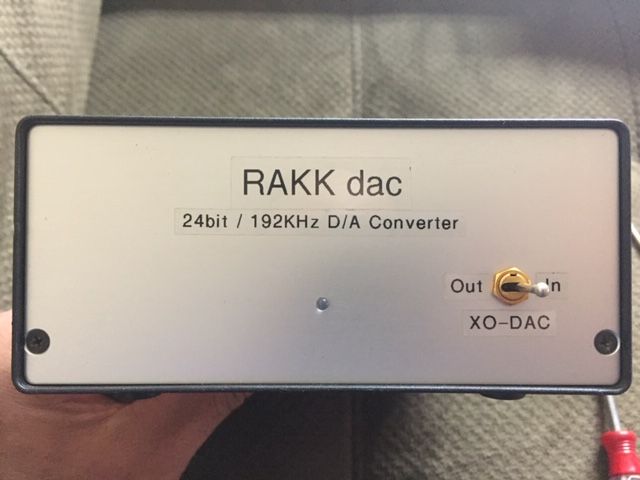 RAKK dac
24bit / 192KHz D/A Converter
Out In
XO-DAC